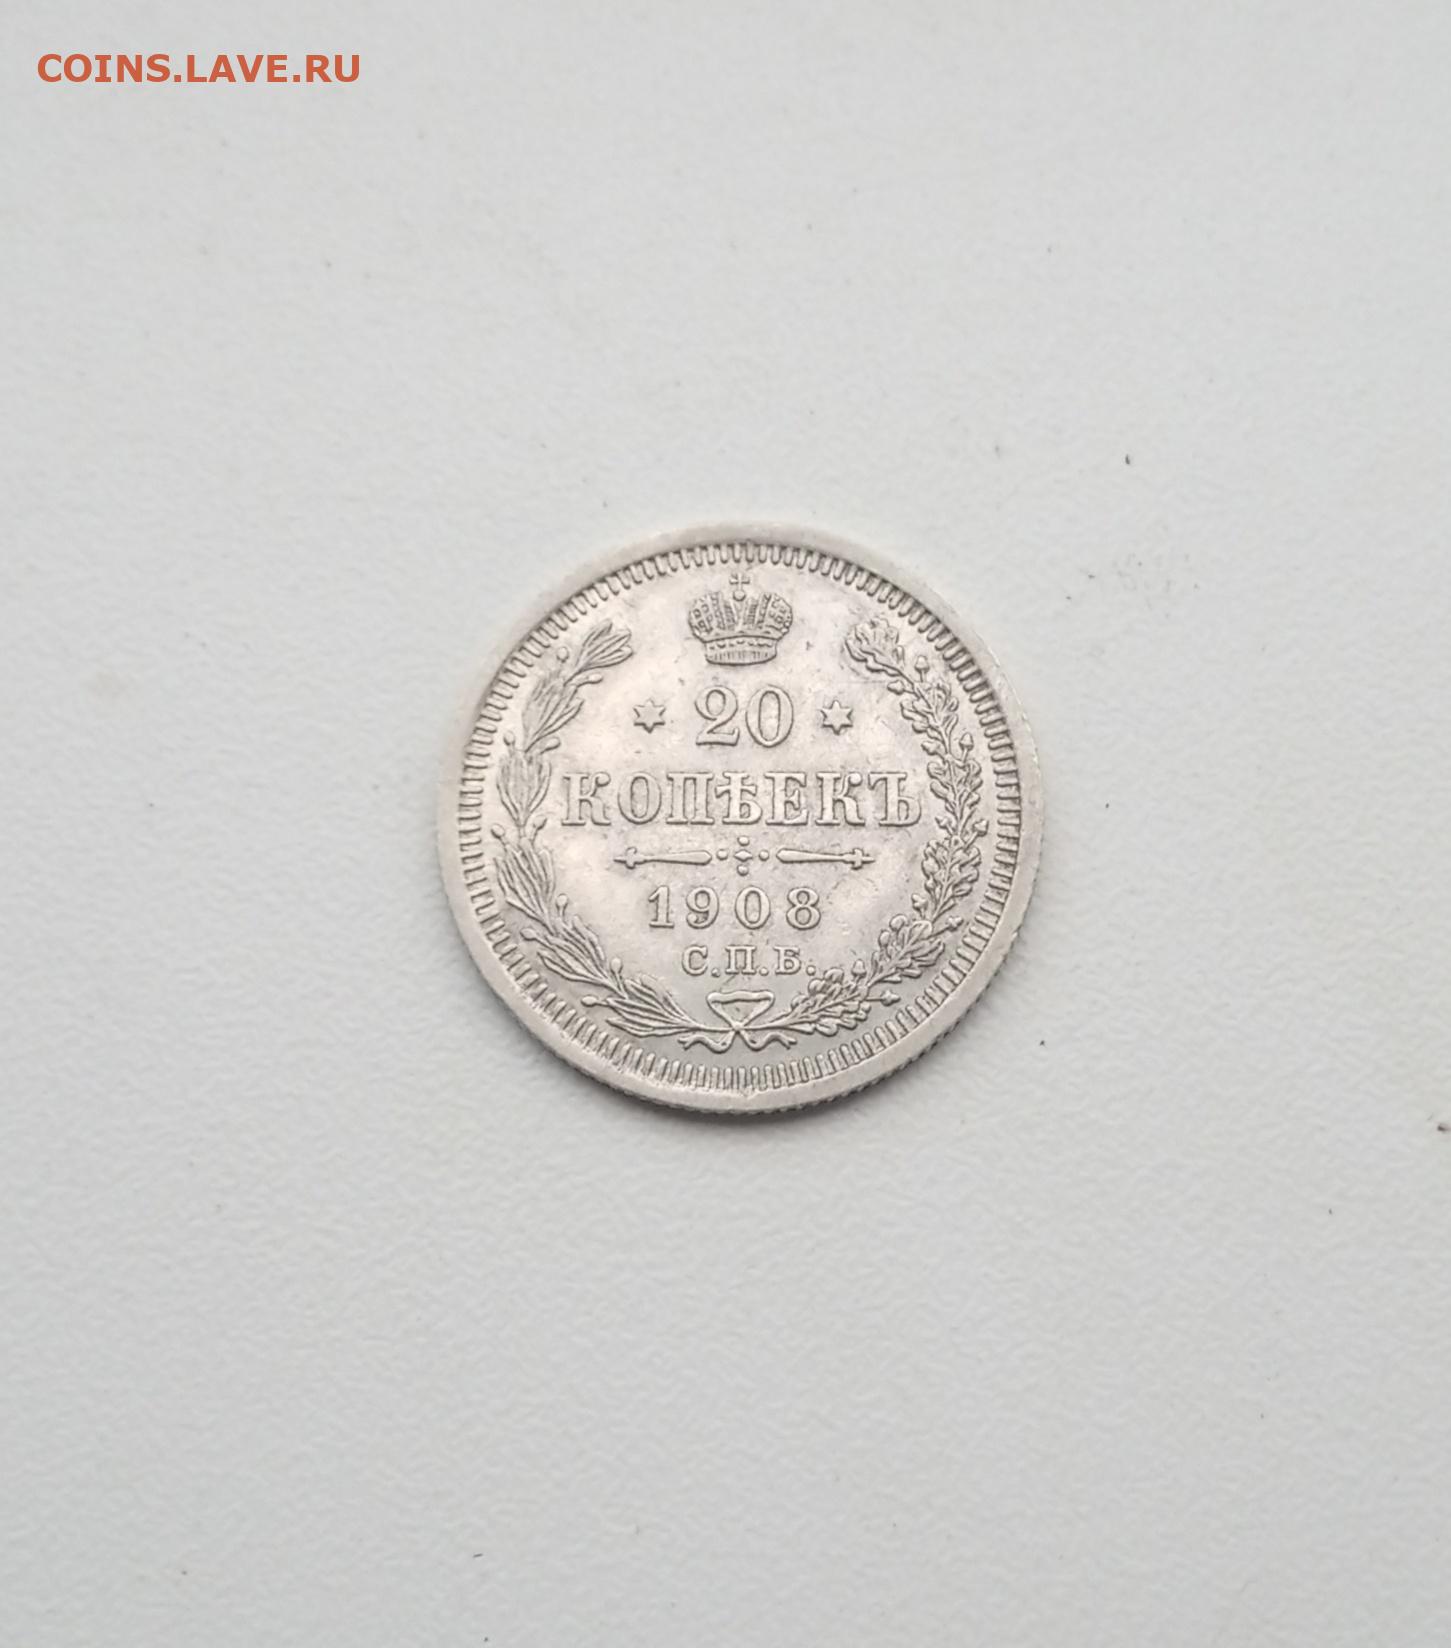 COINS.LAVE.RU
20
КОПѢЕКЪ
1908
С.П.Б.